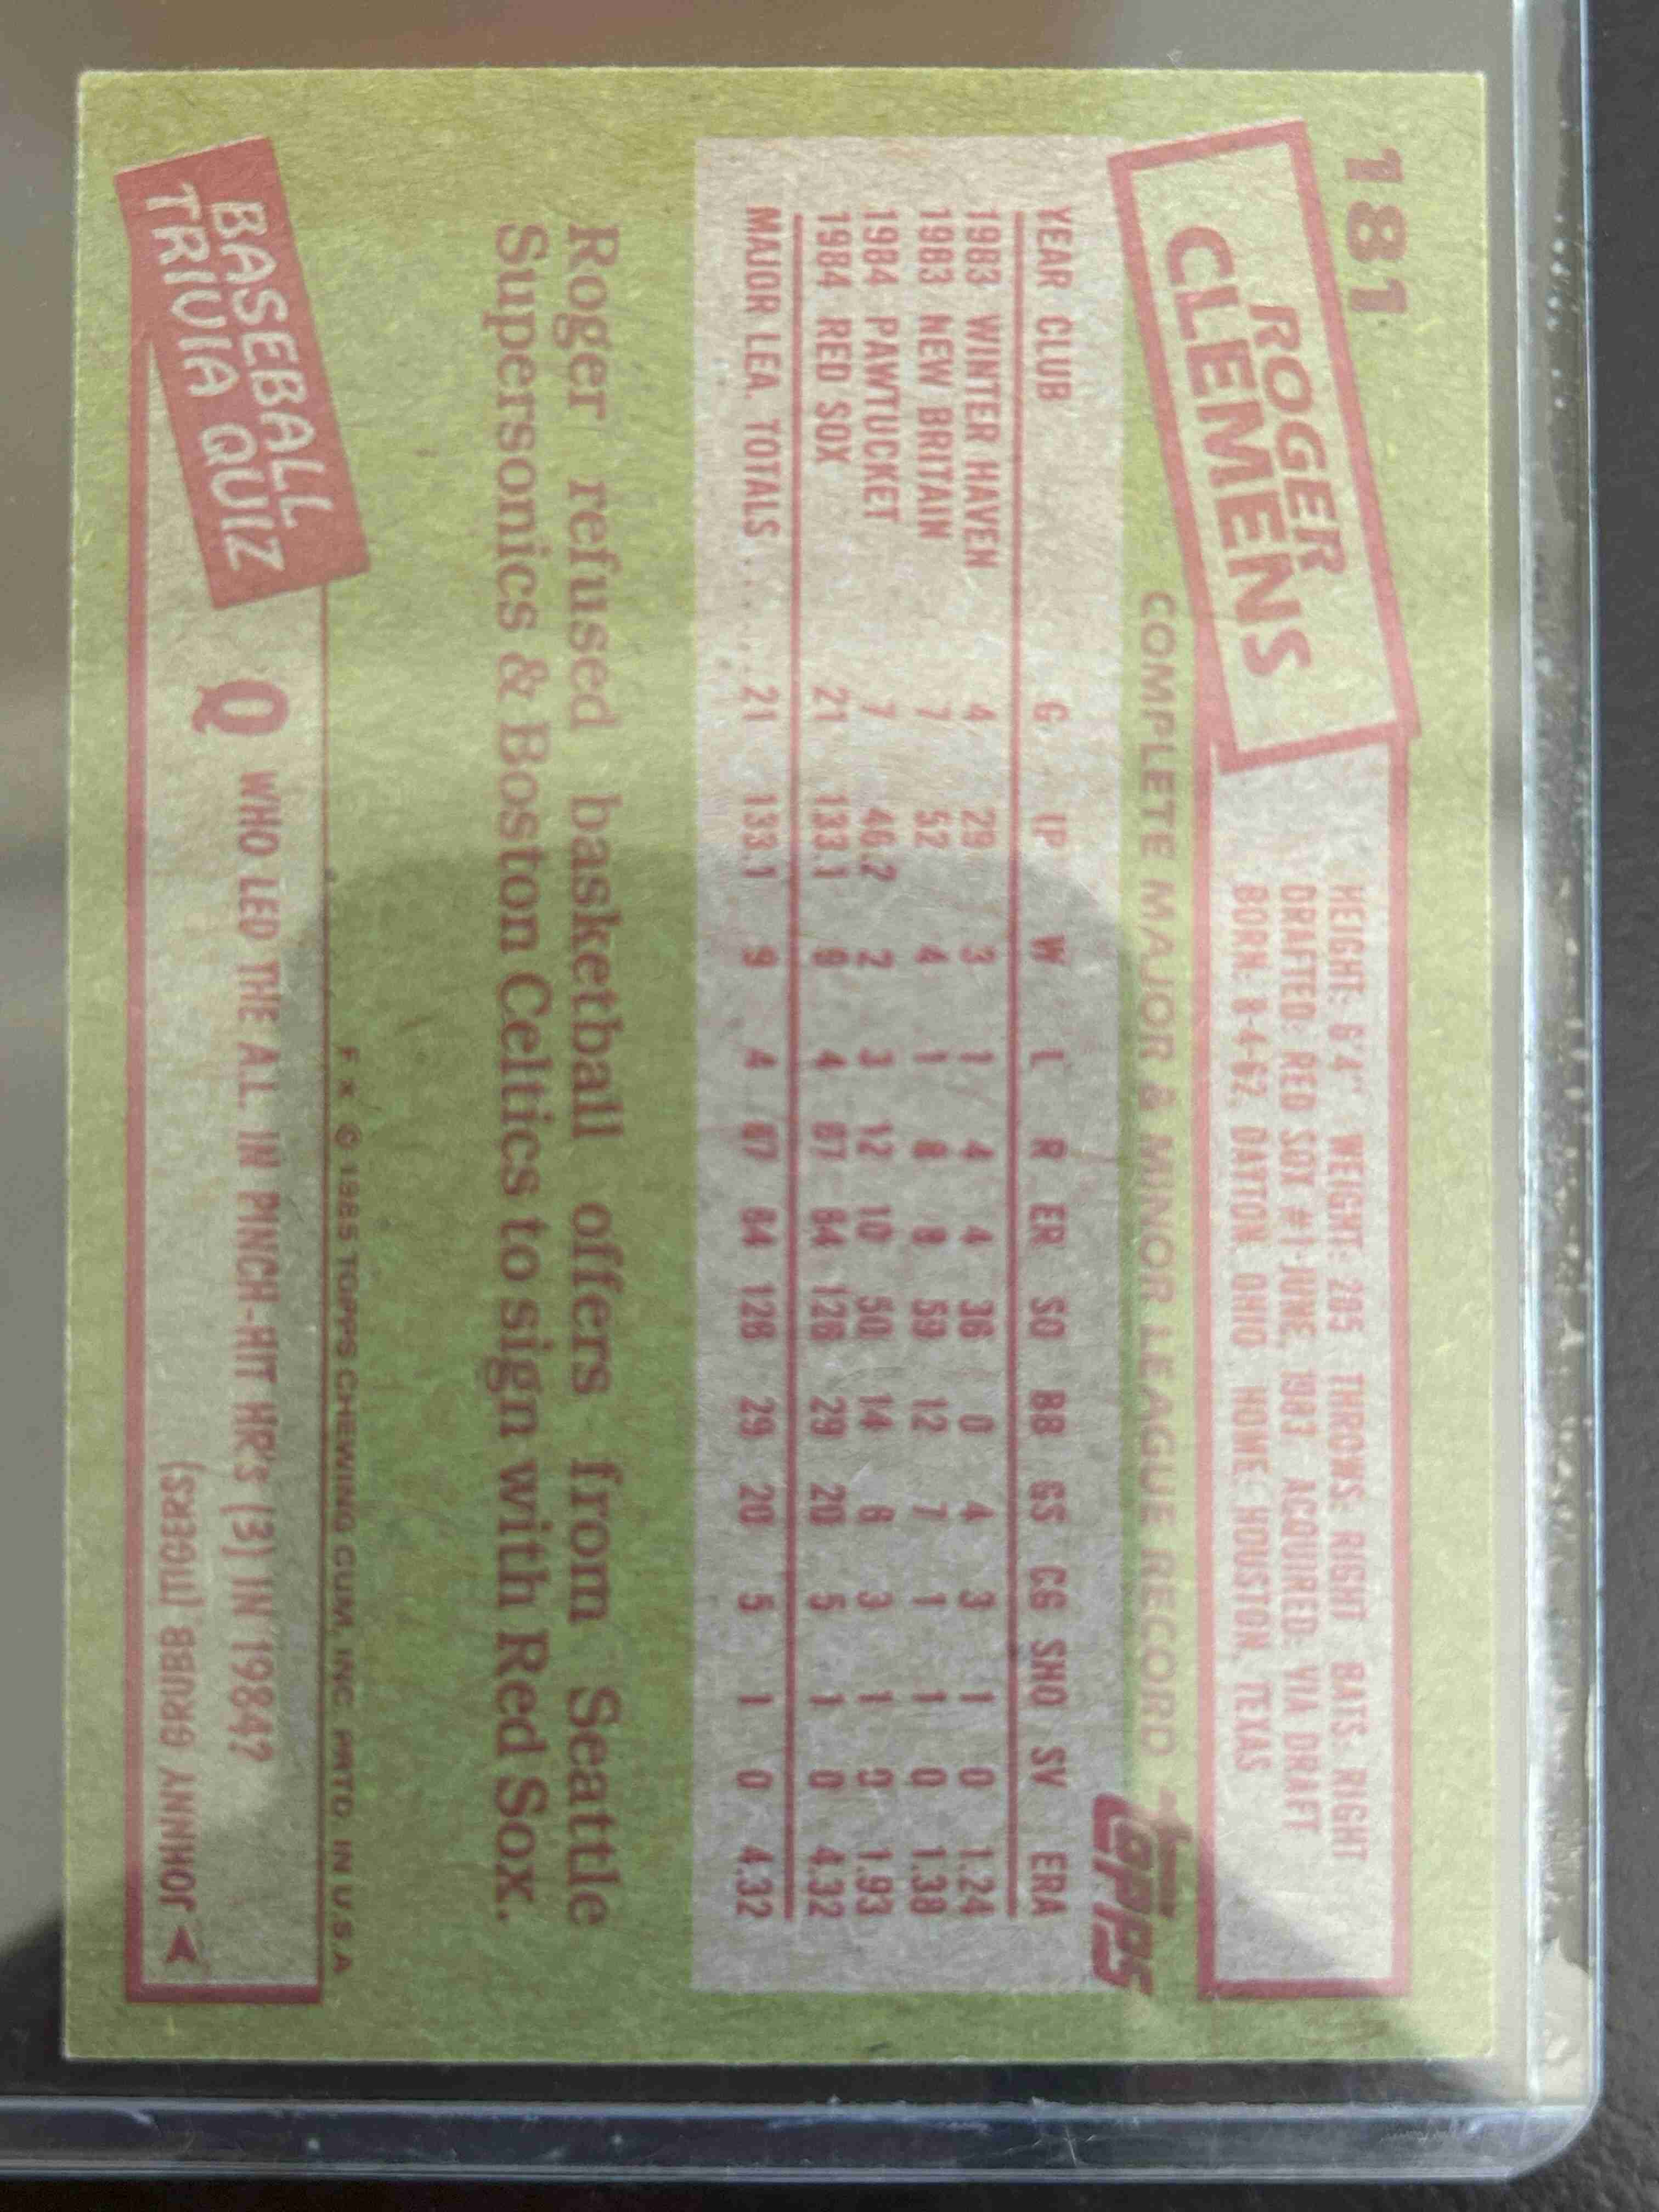 181
ROGER
CLEMENS
HEIGHT: 6'4" WEIGHT: 205 THROWS: RIGHT BATS: RIGHT
DRAFTED: RED SOX #1-JUNE, 1983 ACQUIRED: VIA DRAFT
BORN: 8-4-62, DAYTON, OHIO HOME: HOUSTON, TEXAS
COMPLETE MAJOR & MINOR LEAGUE RECORD
topps
YEAR CLUB G IP W L R ER SO BB GS CG SHO SV ERA
1983 WINTER HAVEN 4 29 3 1 4 4 36 0 4 3 1 0 1.24
1983 NEW BRITAIN 7 52 4 1 8 8 59 12 7 1 1 0 1.38
1984 PAWTUCKET 7 46.2 2 3 12 10 50 14 6 3 1 0 1.93
1984 RED SOX 21 133.1 9 4 67 64 126 29 20 5 1 0 4.32
MAJOR LEA. TOTALS..... 21 133.1 9 4 67 64 126 29 20 5 1 0 4.32
Roger refused basketball offers from Seattle
Supersonics & Boston Celtics to sign with Red Sox.
F * © 1985 TOPPS CHEWING GUM, INC. PRTD. IN U.S.A.
BASEBALL
TRIVIA QUIZ
Q WHO LED THE A.L. IN PINCH-HIT HR's (3) IN 1984?
JOHNNY GRUBB (TIGERS)